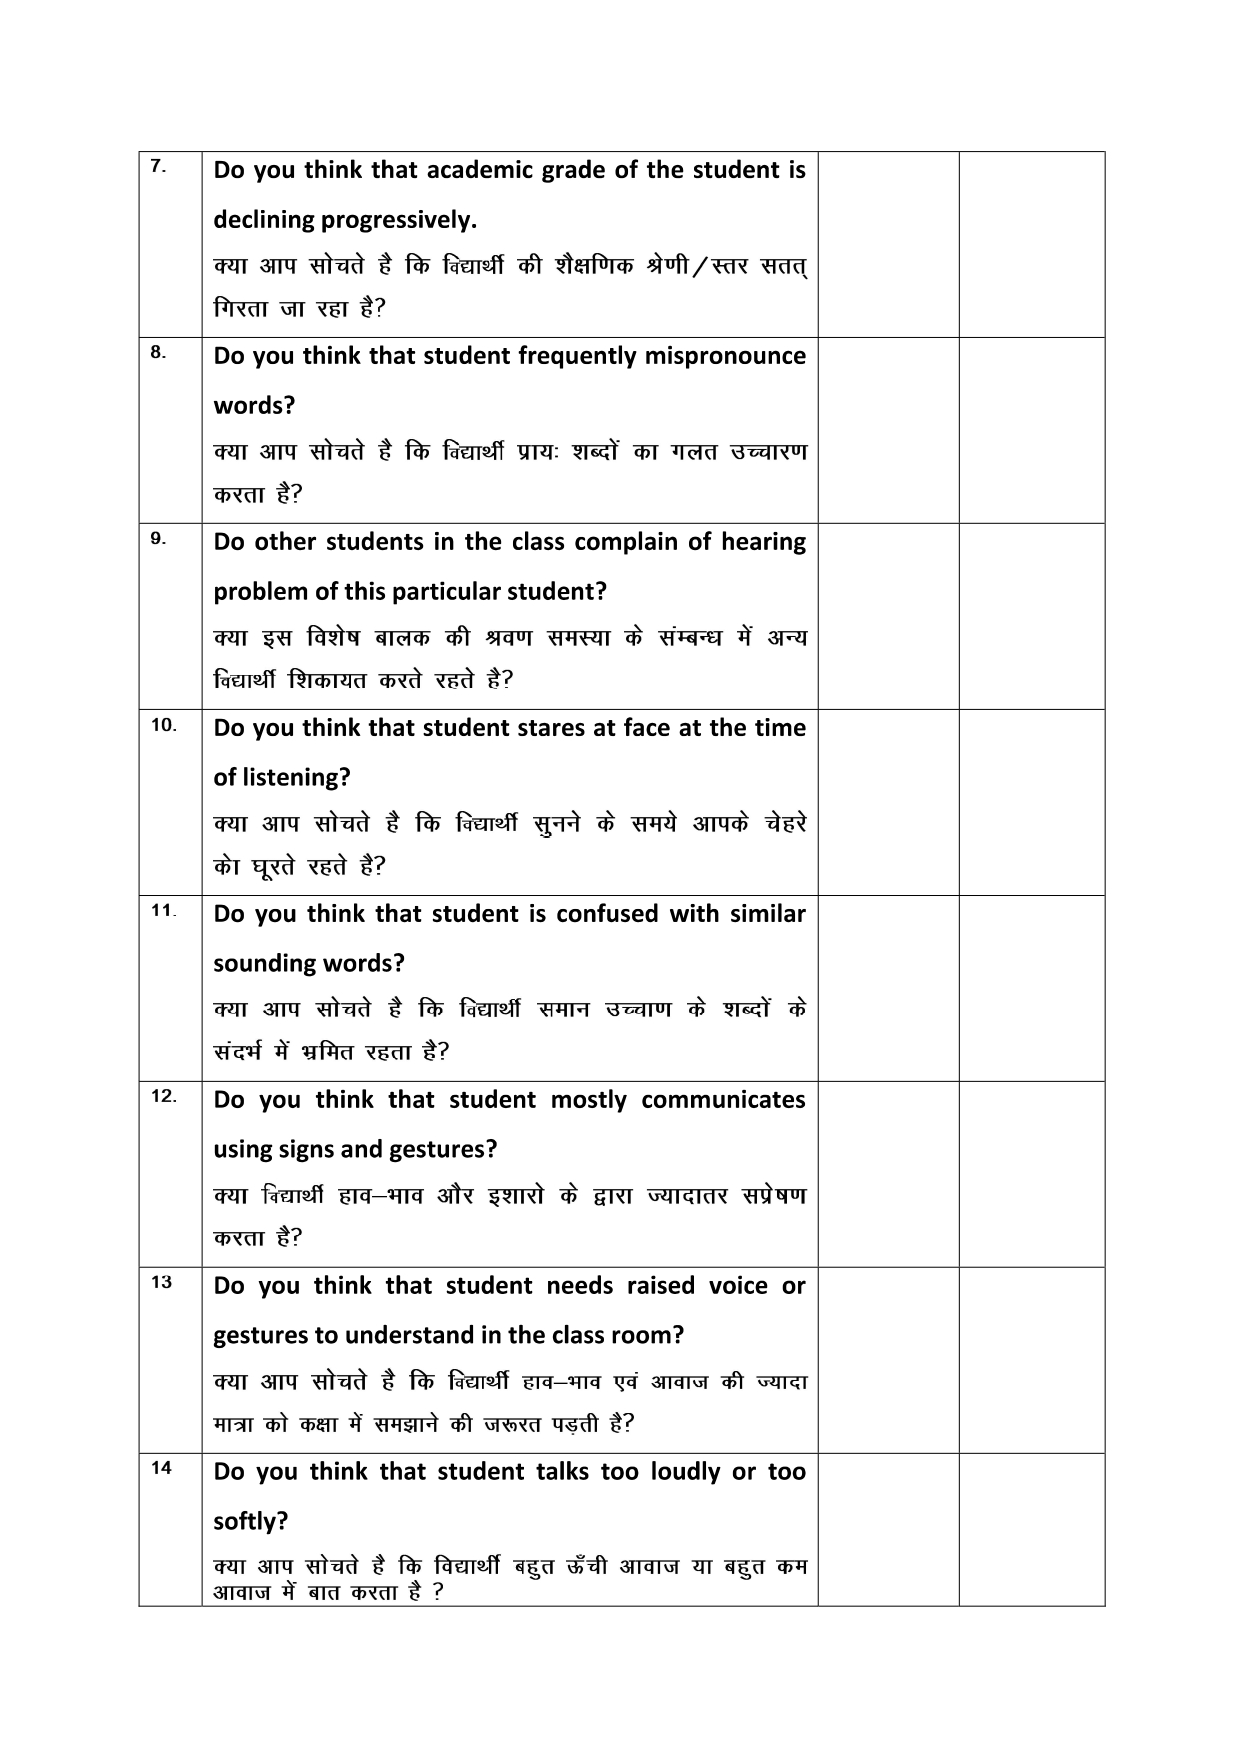 7.
Do you think that academic grade of the student is
declining progressively.
क्या आप सोचते है कि विद्यार्थी की शैक्षणिक श्रेणी/स्तर सतत्
गिरता जा रहा है?
8.
Do you think that student frequently mispronounce
words?
क्या आप सोचते है कि विद्यार्थी प्रायः शब्दों का गलत उच्चारण
करता है?
9.
Do other students in the class complain of hearing
problem of this particular student?
क्या इस विशेष बालक की श्रवण समस्या के संम्बन्ध में अन्य
विद्यार्थी शिकायत करते रहते है?
10.
Do you think that student stares at face at the time
of listening?
क्या आप सोचते है कि विद्यार्थी सुनने के समये आपके चेहरे
केा घूरते रहते है?
11.
Do you think that student is confused with similar
sounding words?
क्या आप सोचते है कि विद्यार्थी समान उच्चाण के शब्दों के
संदर्भ में भ्रमित रहता है?
12.
Do you think that student mostly communicates
using signs and gestures?
क्या विद्यार्थी हाव–भाव और इशारो के द्वारा ज्यादातर सप्रेषण
करता है?
13
Do you think that student needs raised voice or
gestures to understand in the class room?
क्या आप सोचते है कि विद्यार्थी हाव–भाव एवं आवाज की ज्यादा
मात्रा को कक्षा में समझाने की जरूरत पड़ती है?
14
Do you think that student talks too loudly or too
softly?
क्या आप सोचते है कि विद्यार्थी बहुत ऊँची आवाज या बहुत कम
आवाज में बात करता है ?